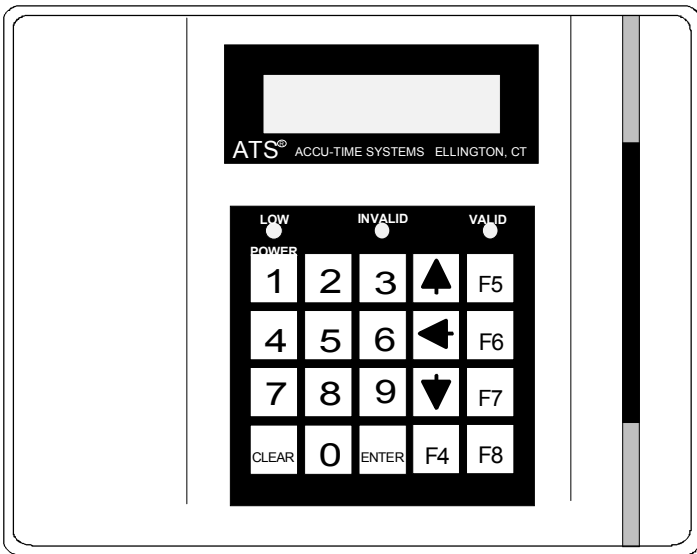 ATS® ACCU-TIME SYSTEMS ELLINGTON, CT
LOW INVALID VALID
POWER
1 2 3 F5
4 5 6 F6
7 8 9 F7
CLEAR 0 ENTER F4 F8